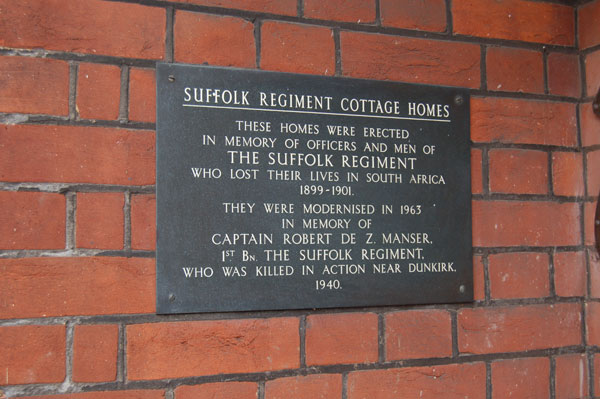 SUFFOLK REGIMENT COTTAGE HOMES
THESE HOMES WERE ERECTED
IN MEMORY OF OFFICERS AND MEN OF
THE SUFFOLK REGIMENT
WHO LOST THEIR LIVES IN SOUTH AFRICA
1899-1901.
THEY WERE MODERNISED IN 1963
IN MEMORY OF
CAPTAIN ROBERT DE Z. MANSER,
1ST BN. THE SUFFOLK REGIMENT,
WHO WAS KILLED IN ACTION NEAR DUNKIRK.
1940.